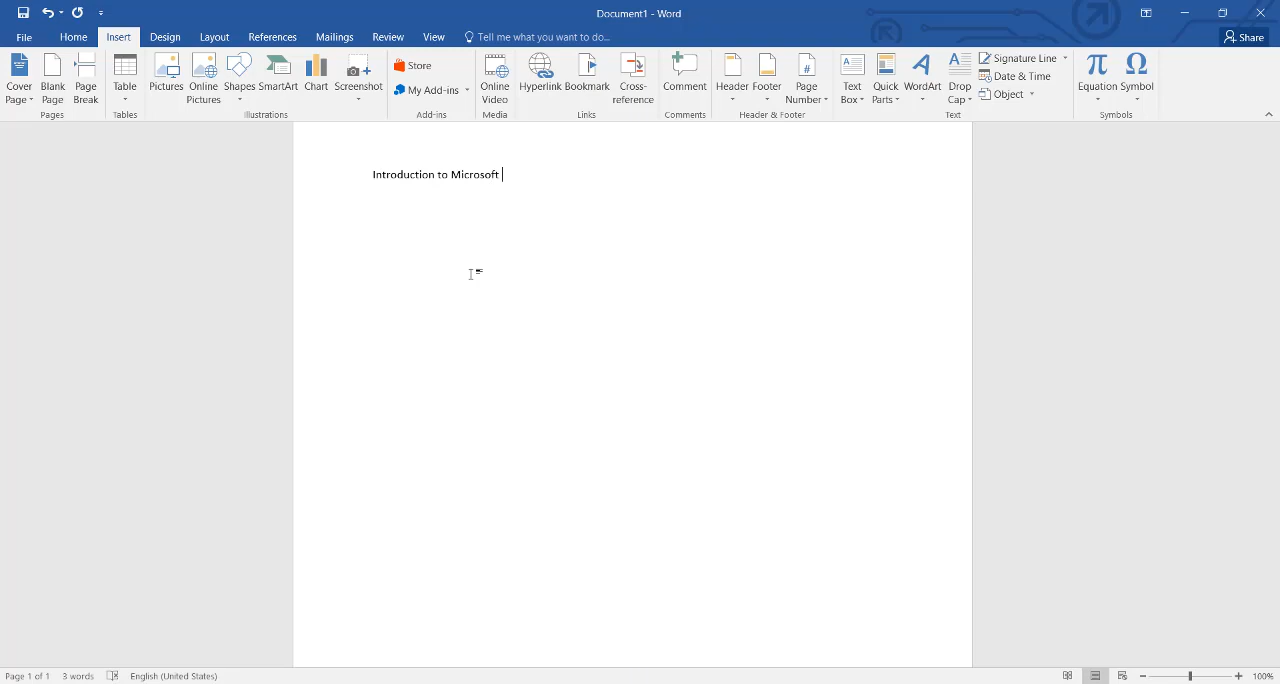 Document1 - Word
File Home Insert Design Layout References Mailings Review View Tell me what you want to do... Share
Cover Page
Blank Page
Page Break
Pages
Table
Tables
Pictures
Online Pictures
Shapes
SmartArt
Chart
Screenshot
Illustrations
Store
My Add-ins
Add-ins
Online Video
Media
Hyperlink
Bookmark
Cross-reference
Links
Comment
Comments
Header
Footer
Page Number
Header & Footer
Text Box
Quick Parts
WordArt
Drop Cap
Signature Line
Date & Time
Object
Text
Equation
Symbol
Symbols
Introduction to Microsoft
Page 1 of 1 3 words English (United States) 100%